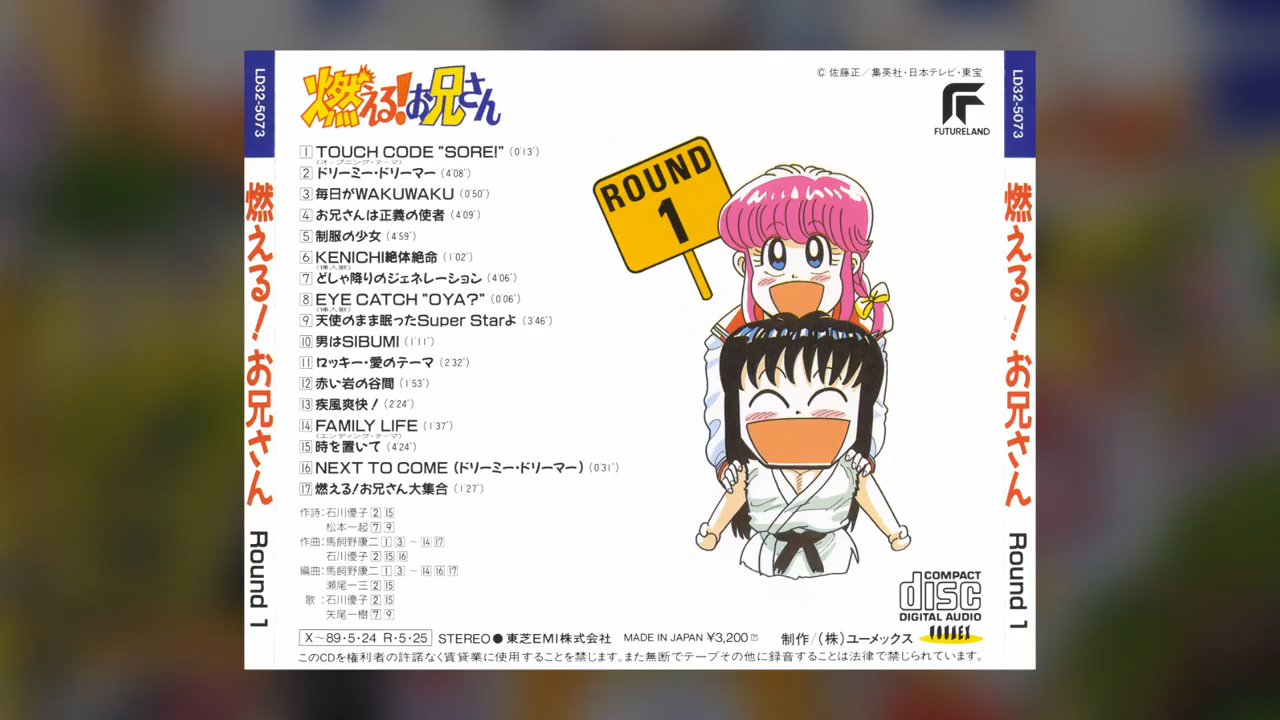 LD32-5073
燃える!お兄さん
Round 1
燃える!お兄さん
© 佐藤正/集英社・日本テレビ・東宝
FUTURELAND
ROUND
1
1 TOUCH CODE "SORE!" (0'13")
(オープニング・テーマ)
2 ドリーミー・ドリーマー (4'08")
3 毎日がWAKUWAKU (0'50")
4 お兄さんは正義の使者 (4'09")
5 制服の少女 (4'59")
6 KENICHI絶体絶命 (1'02")
(挿入歌)
7 どしゃ降りのジェネレーション (4'06")
8 EYE CATCH "OYA?" (0'06")
(挿入歌)
9 天使のまま眠ったSuper Starよ (3'46")
10 男はSIBUMI (1'11")
11 ロッキー・愛のテーマ (2'32")
12 赤い岩の谷間 (1'53")
13 疾風爽快! (2'24")
14 FAMILY LIFE (1'37")
(エンディング・テーマ)
15 時を置いて (4'24")
16 NEXT TO COME (ドリーミー・ドリーマー) (0'31")
17 燃える!お兄さん大集合 (1'27")
作詩:石川優子 2 15
松本一起 7 9
作曲:馬飼野康二 1 3 ~ 14 17
石川優子 2 15 16
編曲:馬飼野康二 1 3 ~ 14 16 17
瀬尾一三 2 15
歌:石川優子 2 15
矢尾一樹 7 9
COMPACT
disc
DIGITAL AUDIO
X~89・5・24 R・5・25 STEREO● 東芝EMI株式会社 MADE IN JAPAN ¥3,200 制作/(株)ユーメックス
このCDを権利者の許諾なく賃貸業に使用することを禁じます。また無断でテープその他に録音することは法律で禁じられています。
LD32-5073
燃える!お兄さん
Round 1